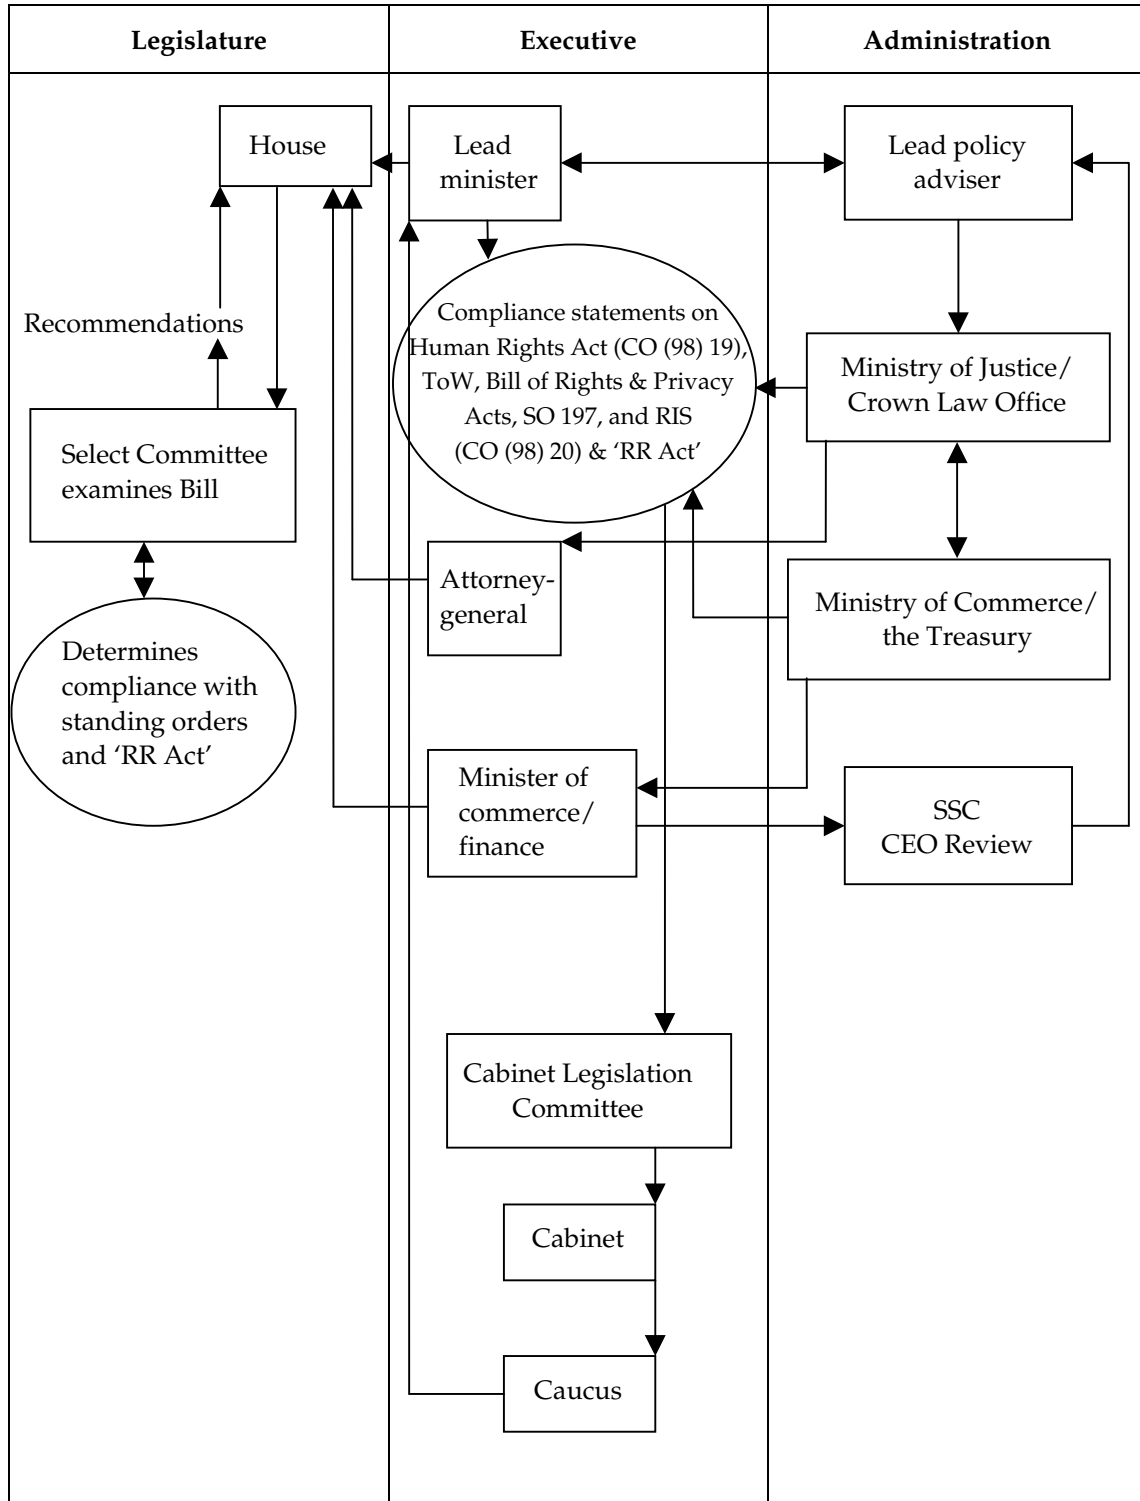 Legislature
Executive
Administration
House
Lead
minister
Lead policy
adviser
Recommendations
Compliance statements on
Human Rights Act (CO (98) 19),
ToW, Bill of Rights & Privacy
Acts, SO 197, and RIS
(CO (98) 20) & ‘RR Act’
Ministry of Justice/
Crown Law Office
Select Committee
examines Bill
Attorney-
general
Ministry of Commerce/
the Treasury
Determines
compliance with
standing orders
and ‘RR Act’
Minister of
commerce/
finance
SSC
CEO Review
Cabinet Legislation
Committee
Cabinet
Caucus